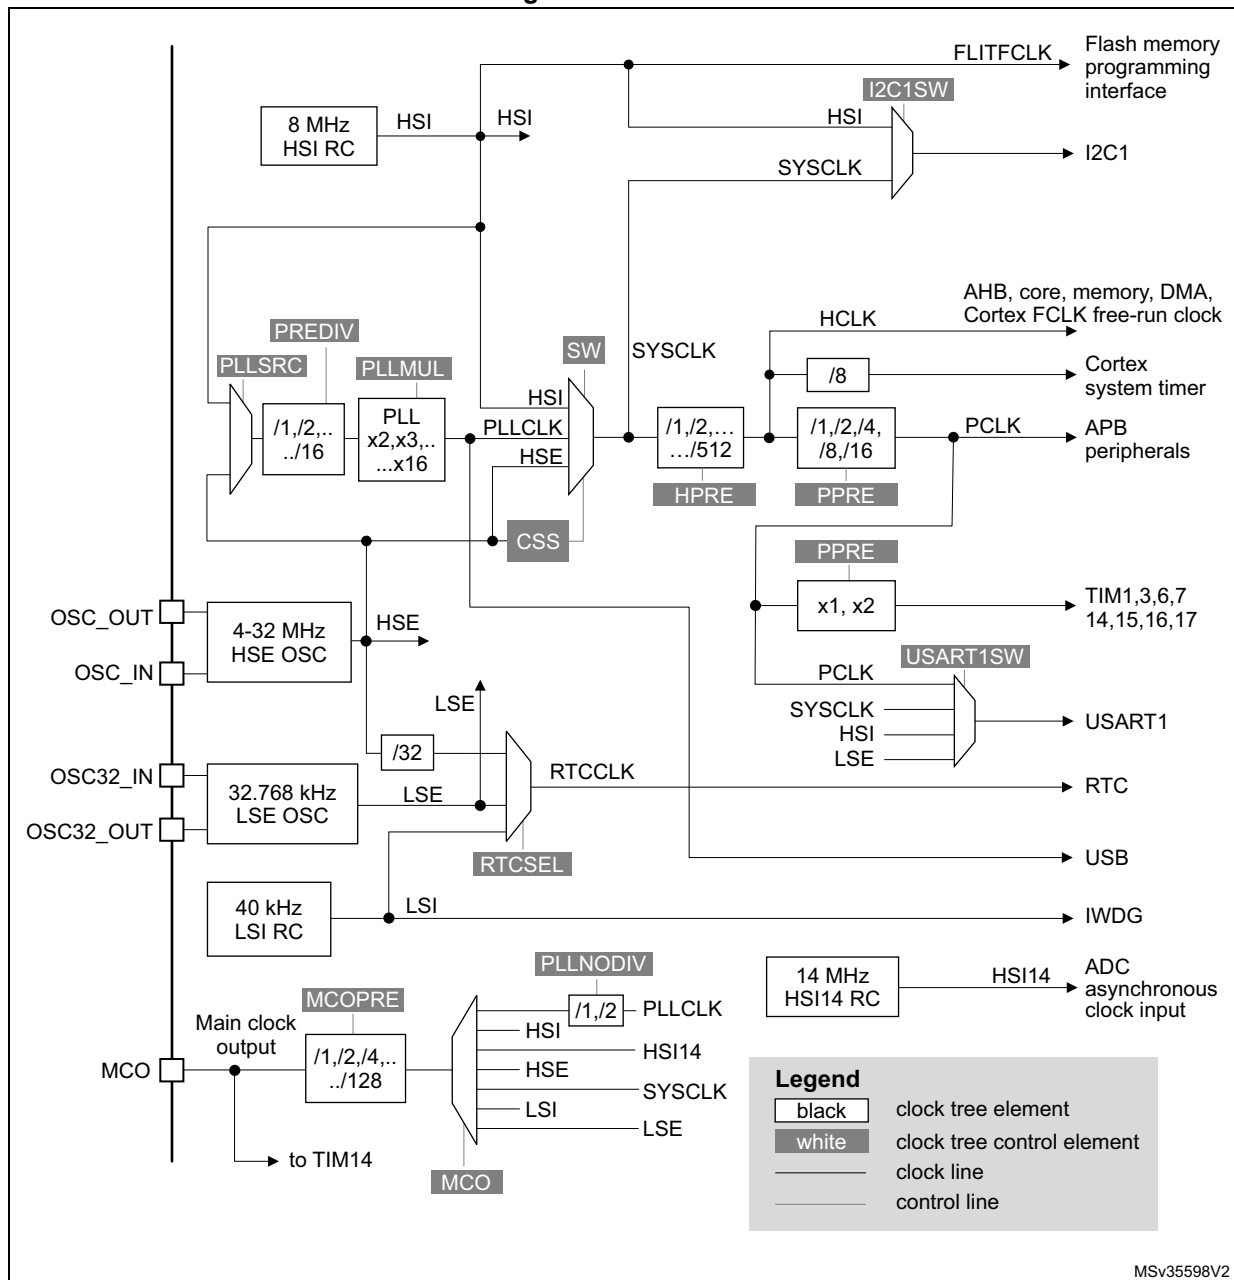 FLITFCLK
Flash memory
programming
interface
I2C1SW
8 MHz
HSI RC
HSI
HSI
HSI
SYSCLK
I2C1
AHB, core, memory, DMA,
Cortex FCLK free-run clock
HCLK
PREDIV
PLLSRC
PLLMUL
SW
SYSCLK
/8
Cortex
system timer
/1,/2,..
../16
PLL
x2,x3,..
...x16
HSI
PLLCLK
HSE
/1,/2,…
…/512
/1,/2,/4,
/8,/16
PCLK
APB
peripherals
HPRE
PPRE
CSS
PPRE
OSC_OUT
OSC_IN
4-32 MHz
HSE OSC
HSE
x1, x2
TIM1,3,6,7
14,15,16,17
USART1SW
PCLK
SYSCLK
HSI
LSE
USART1
LSE
/32
OSC32_IN
OSC32_OUT
32.768 kHz
LSE OSC
LSE
RTCCLK
RTC
RTCSEL
USB
40 kHz
LSI RC
LSI
IWDG
PLLNODIV
14 MHz
HSI14 RC
HSI14
ADC
asynchronous
clock input
MCOPRE
Main clock
output
MCO
/1,/2,/4,..
../128
/1,/2
PLLCLK
HSI
HSI14
HSE
SYSCLK
LSI
LSE
to TIM14
MCO
Legend
black clock tree element
white clock tree control element
clock line
control line
MSv35598V2